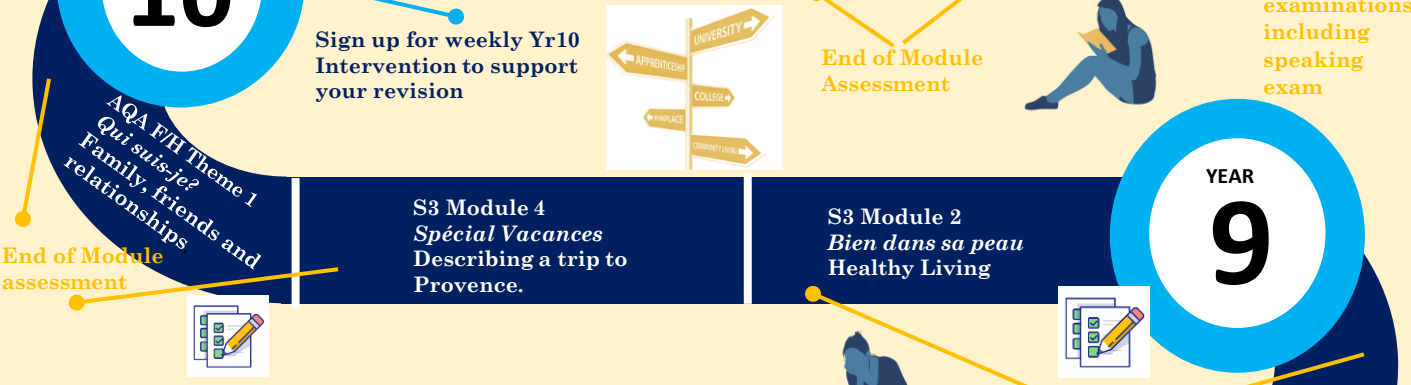 10
Sign up for weekly Yr10
Intervention to support
your revision
UNIVERSITY
APPRENTICESHIP
COLLEGE
WORKPLACE
COMMUNITY LIVING
End of Module
Assessment
examinations
including
speaking
exam
AQA F/H Theme 1
Qui suis-je?
Family, friends and
relationships
End of Module
assessment
S3 Module 4
Spécial Vacances
Describing a trip to
Provence.
S3 Module 2
Bien dans sa peau
Healthy Living
YEAR
9